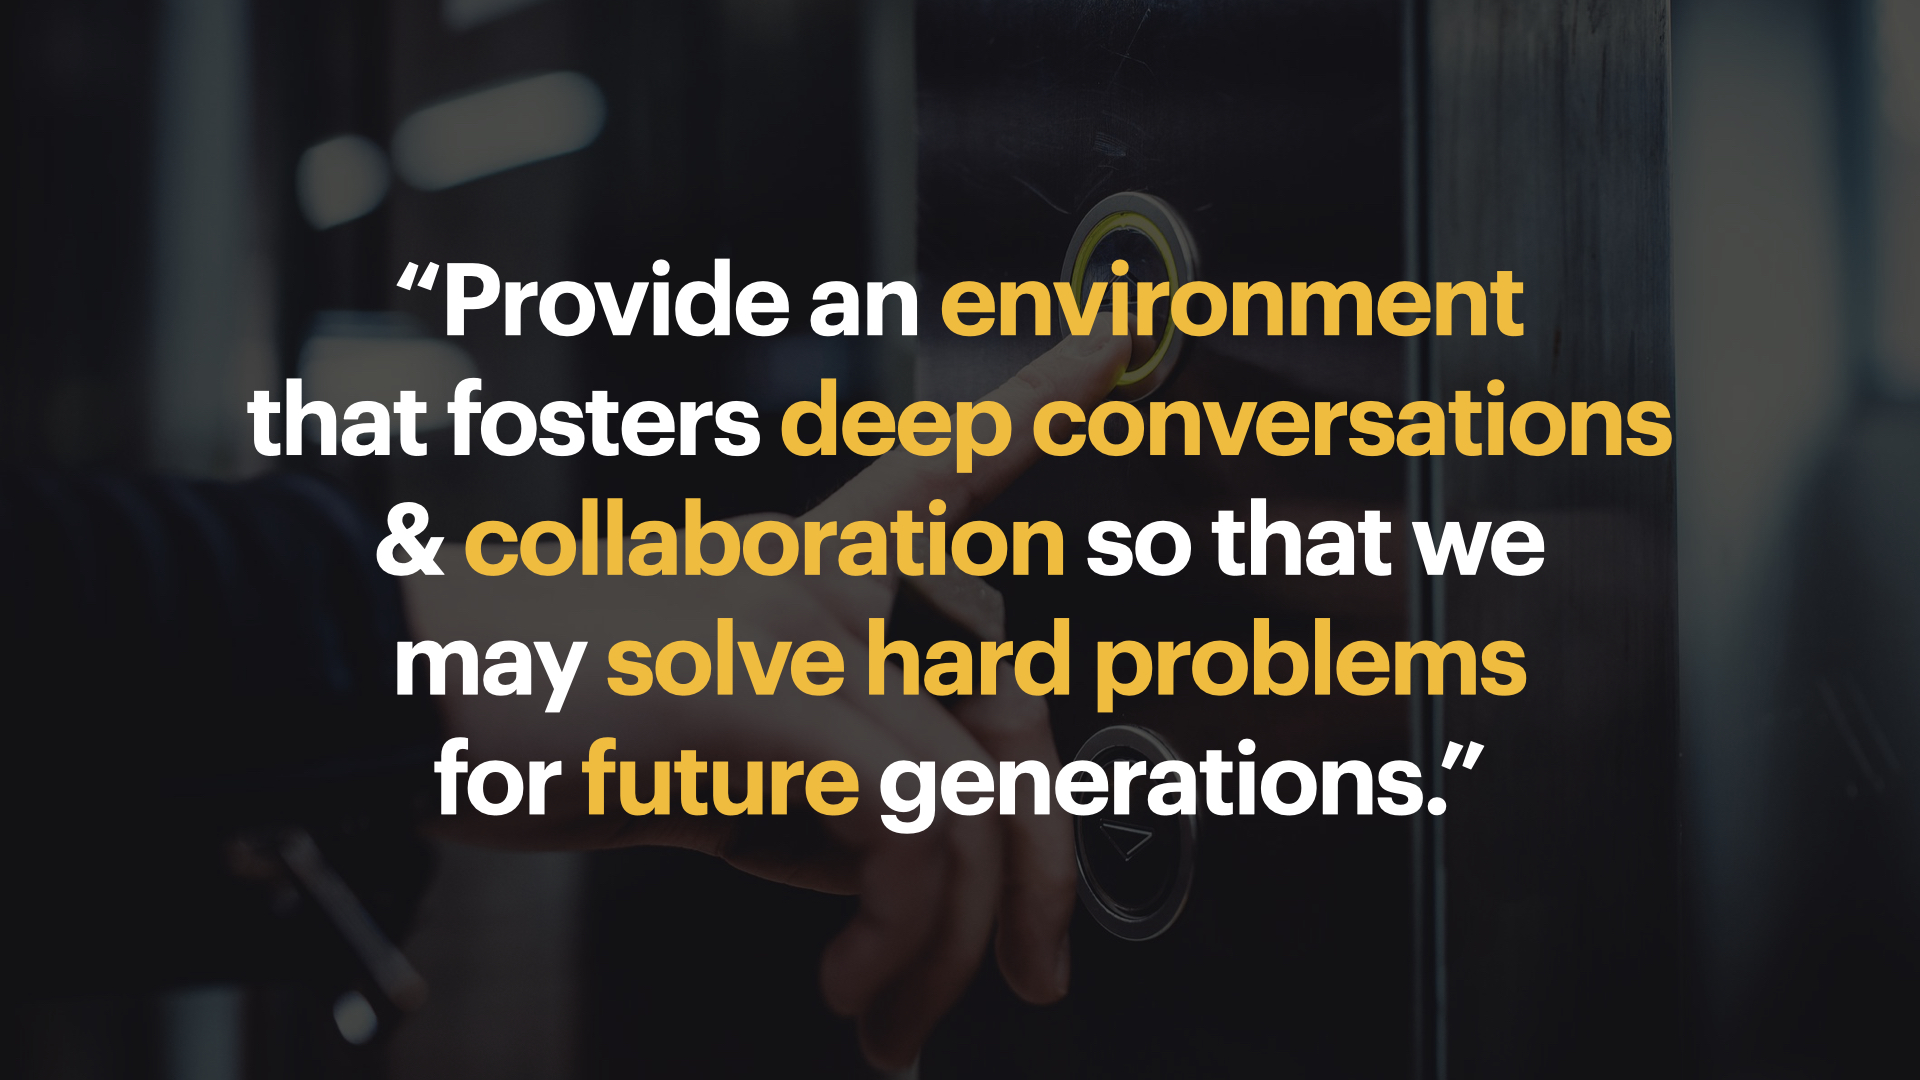 “Provide an environment
that fosters deep conversations
& collaboration so that we
may solve hard problems
for future generations.”